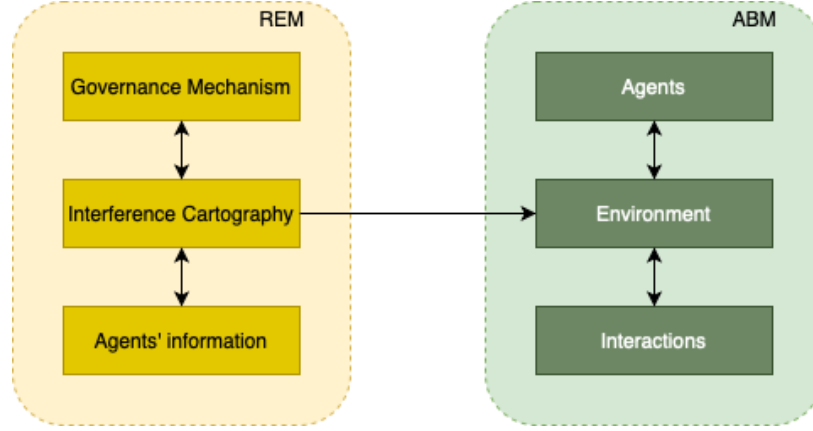 REM
Governance Mechanism
Interference Cartography
Agents' information
ABM
Agents
Environment
Interactions